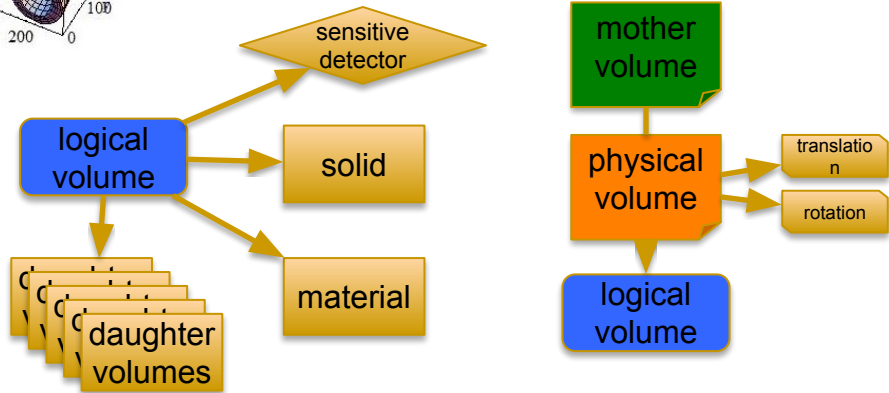 100
200
0
sensitive
detector
logical
volume
solid
material
daughter
volumes
mother
volume
physical
volume
translatio
n
rotation
logical
volume